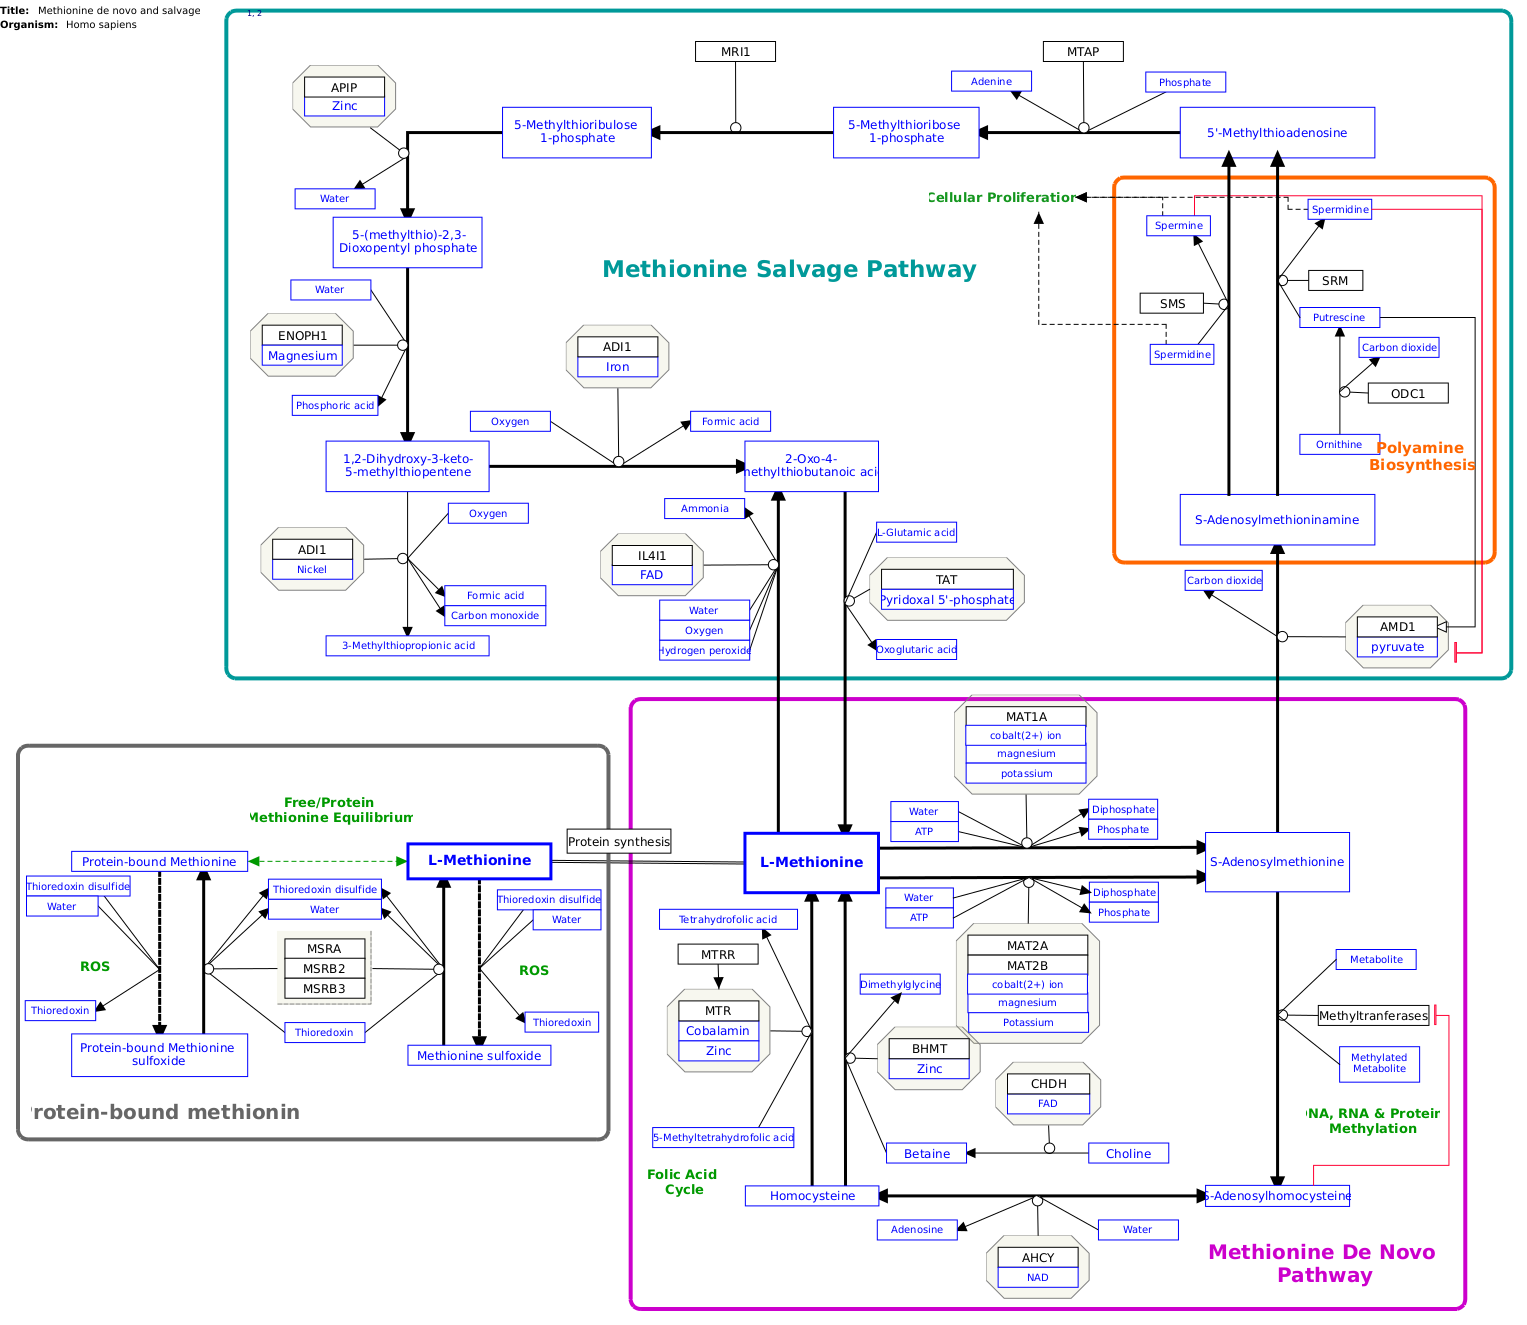 Title: Methionine de novo and salvage
Organism: Homo sapiens
1, 2
MRI1
MTAP
APIP
Zinc
Adenine
Phosphate
5-Methylthioribulose
1-phosphate
5-Methylthioribose
1-phosphate
5'-Methylthioadenosine
Water
Cellular Proliferation
Spermidine
Spermine
5-(methylthio)-2,3-
Dioxopentyl phosphate
Methionine Salvage Pathway
Water
SRM
SMS
ENOPH1
Magnesium
Putrescine
ADI1
Iron
Carbon dioxide
Spermidine
ODC1
Phosphoric acid
Oxygen
Formic acid
Ornithine
Polyamine
Biosynthesis
1,2-Dihydroxy-3-keto-
5-methylthiopentene
2-Oxo-4-
nethylthiobutanoic aci
Ammonia
Oxygen
S-Adenosylmethioninamine
L-Glutamic acid
ADI1
Nickel
IL4I1
FAD
TAT
Pyridoxal 5'-phosphate
Carbon dioxide
Formic acid
Carbon monoxide
Water
Oxygen
Hydrogen peroxide
AMD1
pyruvate
3-Methylthiopropionic acid
Oxoglutaric acid
MAT1A
cobalt(2+) ion
magnesium
potassium
Free/Protein
Methionine Equilibrium
Water
ATP
Diphosphate
Phosphate
Protein synthesis
Protein-bound Methionine
L-Methionine
L-Methionine
S-Adenosylmethionine
Thioredoxin disulfide
Water
Thioredoxin disulfide
Water
Thioredoxin disulfide
Water
Water
ATP
Diphosphate
Phosphate
Tetrahydrofolic acid
MSRA
MSRB2
MSRB3
MTRR
MAT2A
MAT2B
cobalt(2+) ion
magnesium
Potassium
Metabolite
ROS
ROS
Dimethylglycine
Thioredoxin
Thioredoxin
Thioredoxin
MTR
Cobalamin
Zinc
Methyltranferases
Protein-bound Methionine
sulfoxide
Methionine sulfoxide
BHMT
Zinc
Methylated
Metabolite
CHDH
FAD
rotein-bound methionin
NA, RNA & Protein
Methylation
5-Methyltetrahydrofolic acid
Betaine
Choline
Folic Acid
Cycle
Homocysteine
S-Adenosylhomocysteine
Adenosine
Water
AHCY
NAD
Methionine De Novo
Pathway